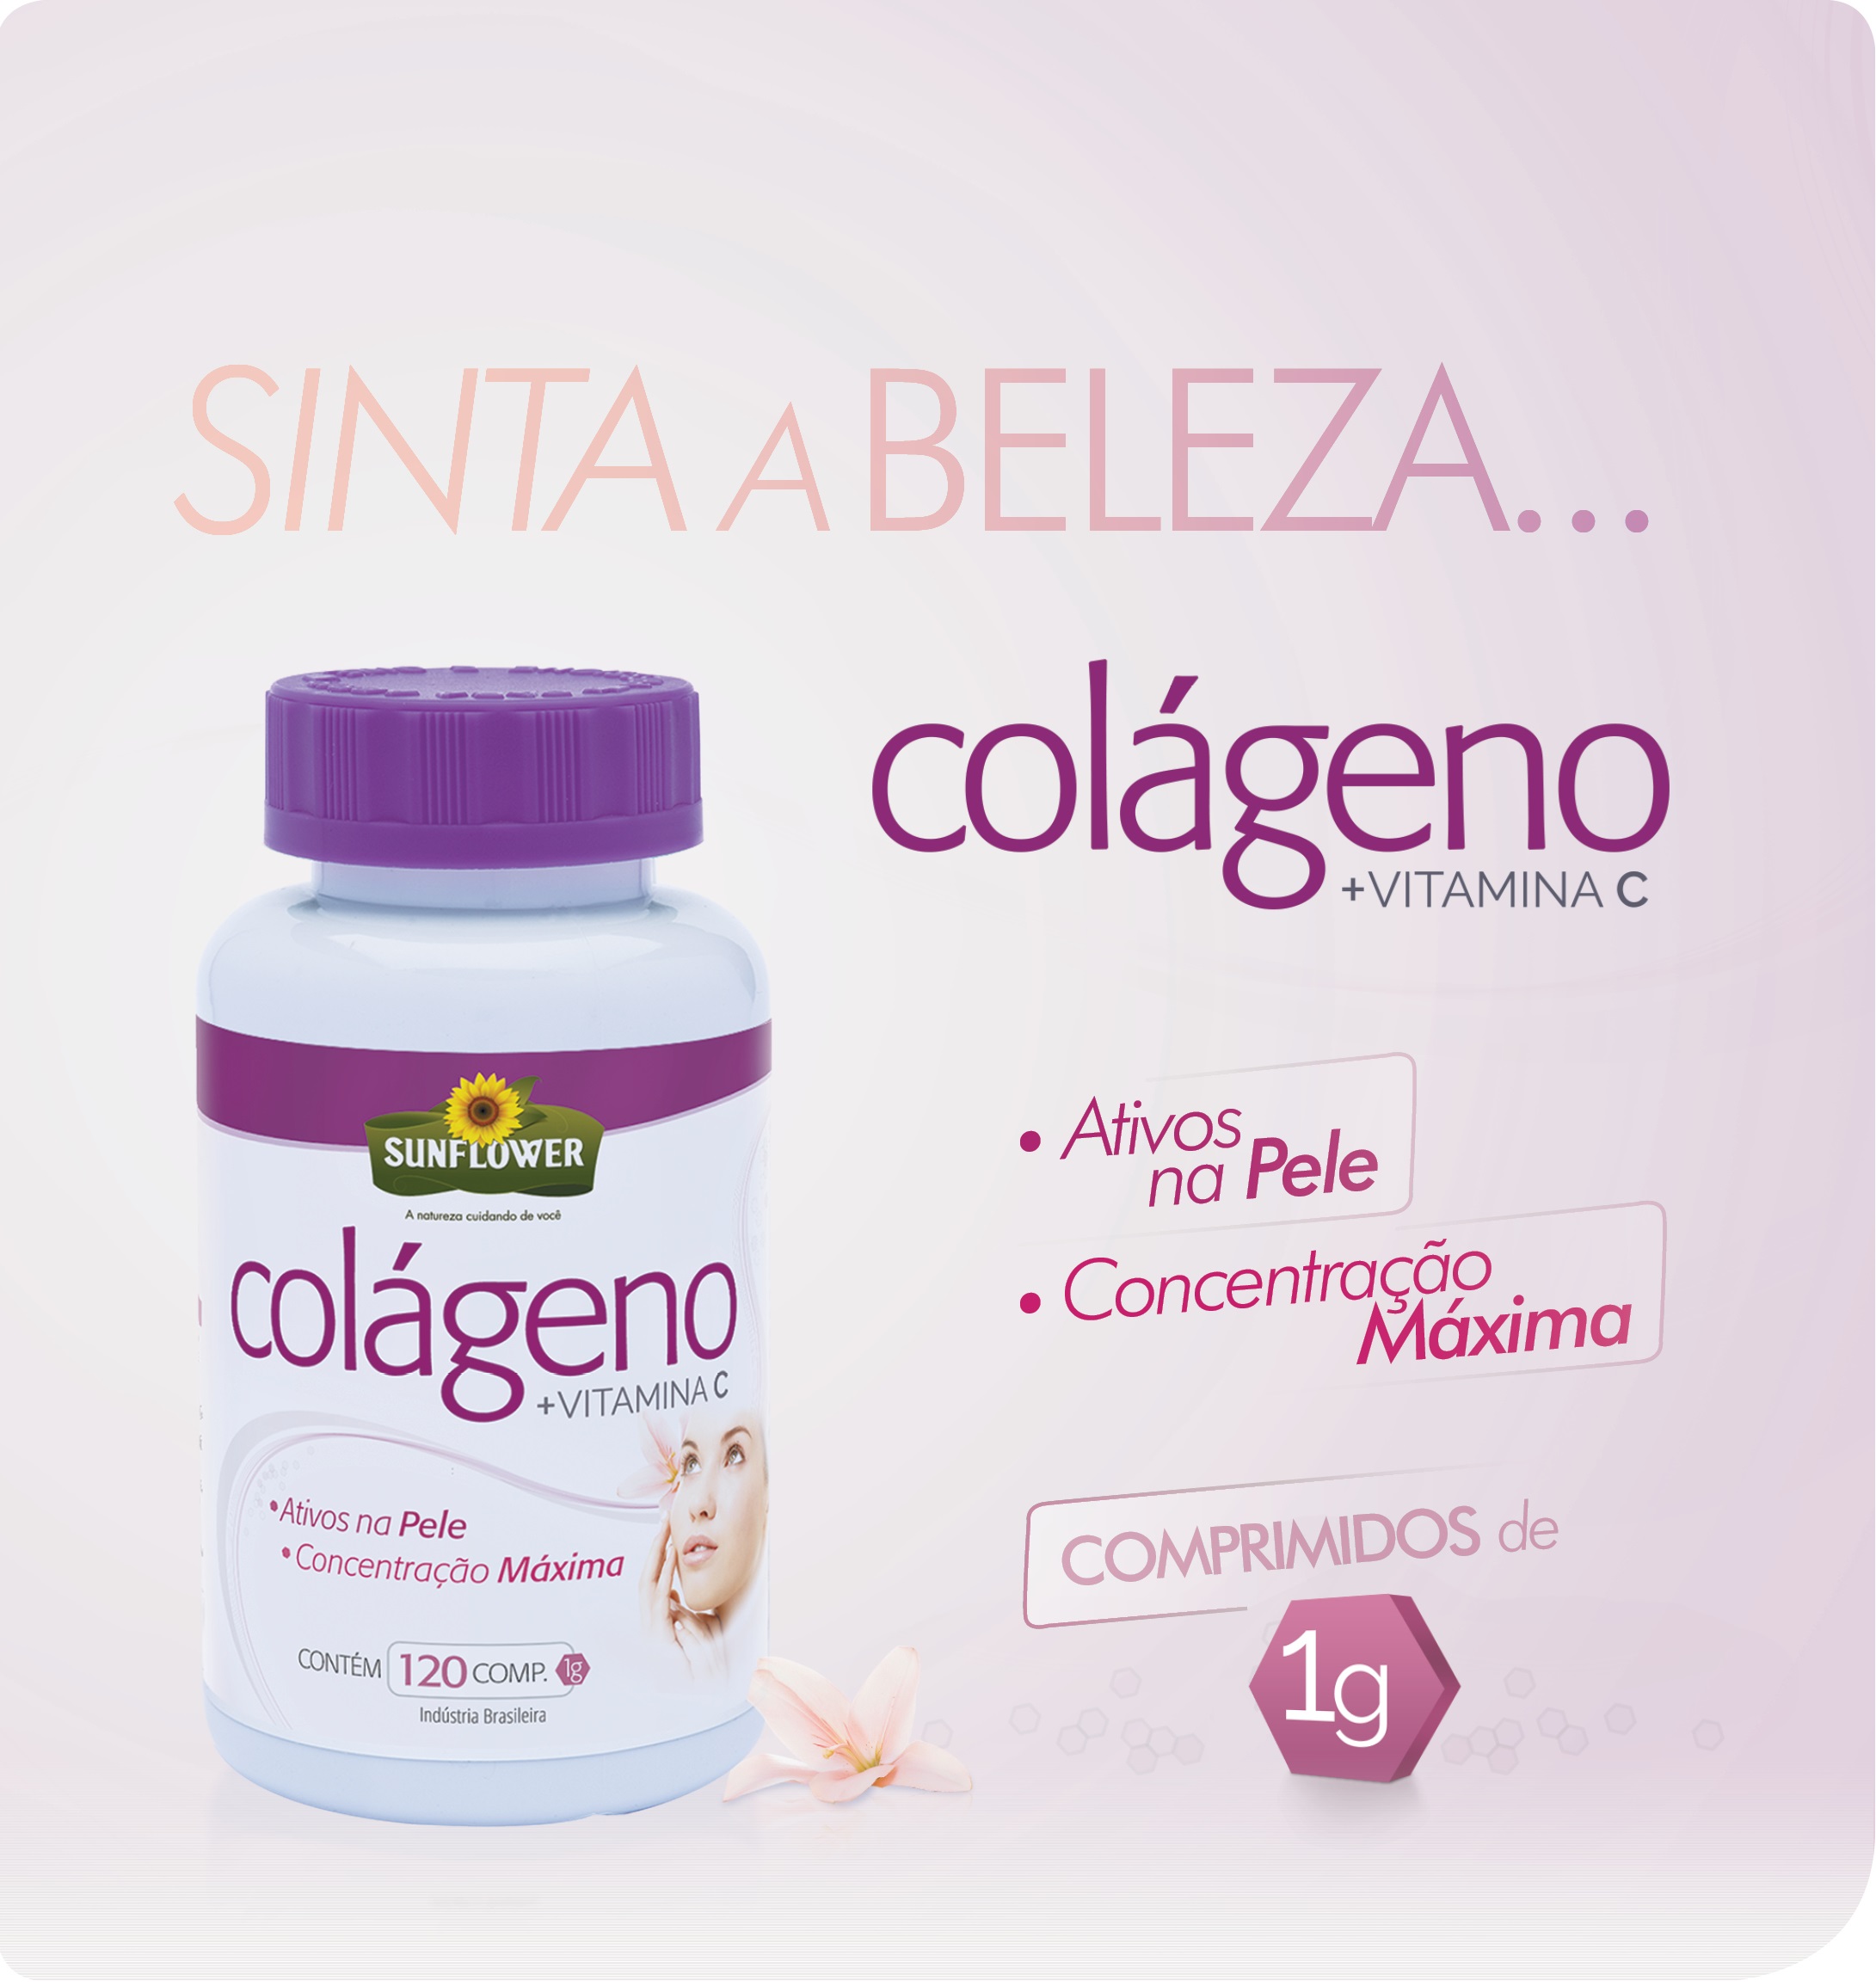 SINTA A BELEZA...
colágeno
+VITAMINA C
• Ativos
na Pele
• Concentração
Máxima
COMPRIMIDOS de
1g
SUNFLOWER
A natureza cuidando de você
colágeno
+VITAMINA C
• Ativos na Pele
• Concentração Máxima
CONTÉM 120 COMP. 1g
Indústria Brasileira